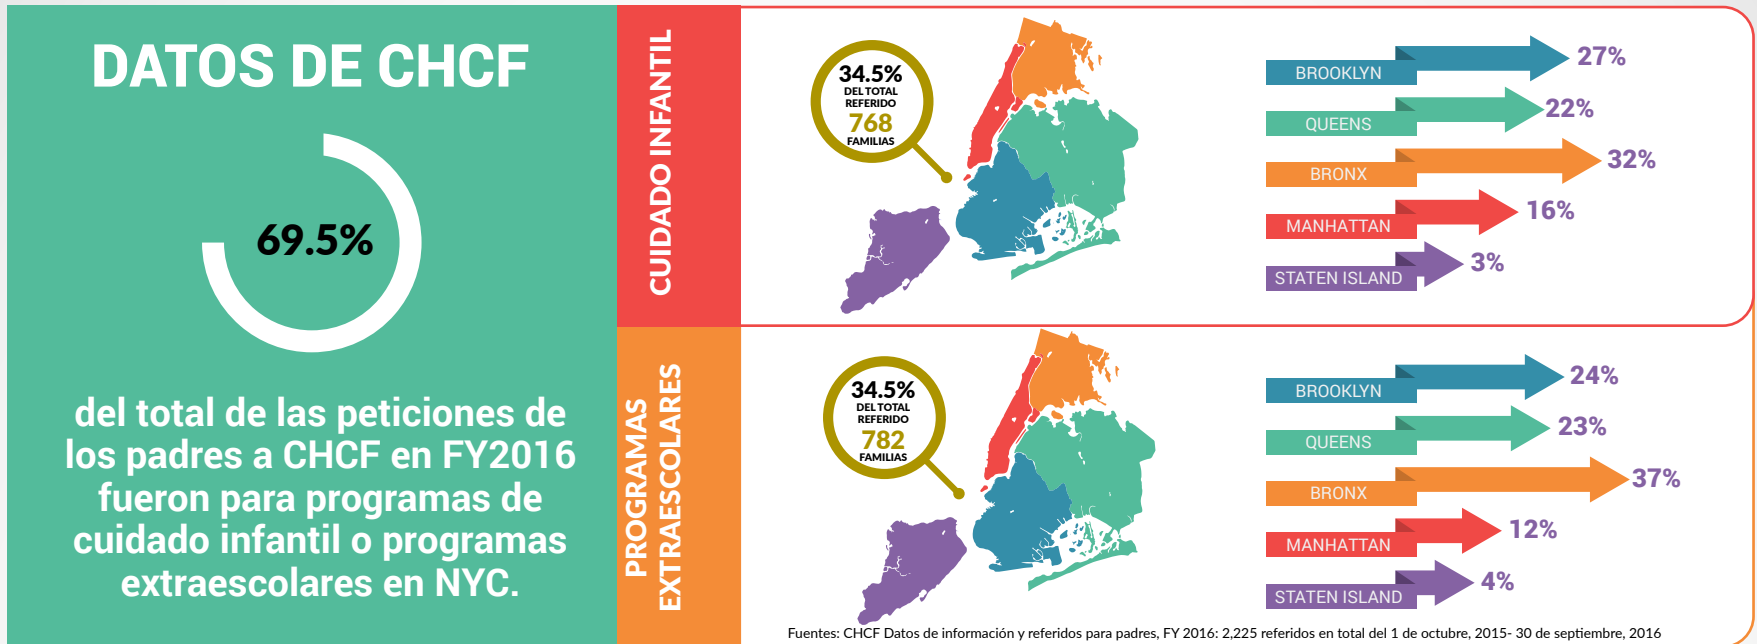 DATOS DE CHCF
69.5%
del total de las peticiones de
los padres a CHCF en FY2016
fueron para programas de
cuidado infantil o programas
extraescolares en NYC.
CUIDADO INFANTIL
34.5%
DEL TOTAL
REFERIDO
768
FAMILIAS
BROOKLYN 27%
QUEENS 22%
BRONX 32%
MANHATTAN 16%
STATEN ISLAND 3%
PROGRAMAS
EXTRAESCOLARES
34.5%
DEL TOTAL
REFERIDO
782
FAMILIAS
BROOKLYN 24%
QUEENS 23%
BRONX 37%
MANHATTAN 12%
STATEN ISLAND 4%
Fuentes: CHCF Datos de información y referidos para padres, FY 2016: 2,225 referidos en total del 1 de octubre, 2015- 30 de septiembre, 2016